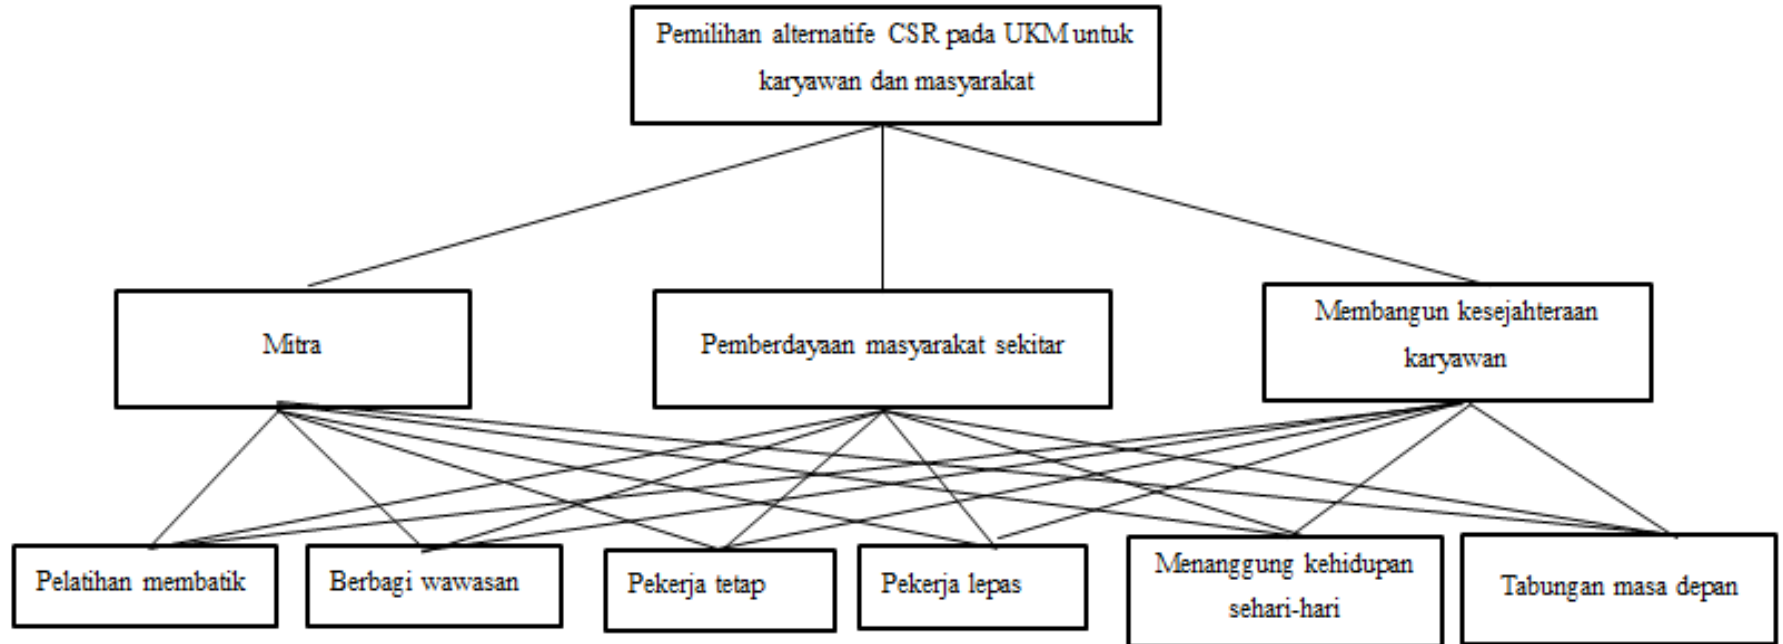 Pemilihan alternatife CSR pada UKM untuk
karyawan dan masyarakat
Mitra
Pemberdayaan masyarakat sekitar
Membangun kesejahteraan
karyawan
Pelatihan membatik
Berbagi wawasan
Pekerja tetap
Pekerja lepas
Menanggung kehidupan
sehari-hari
Tabungan masa depan